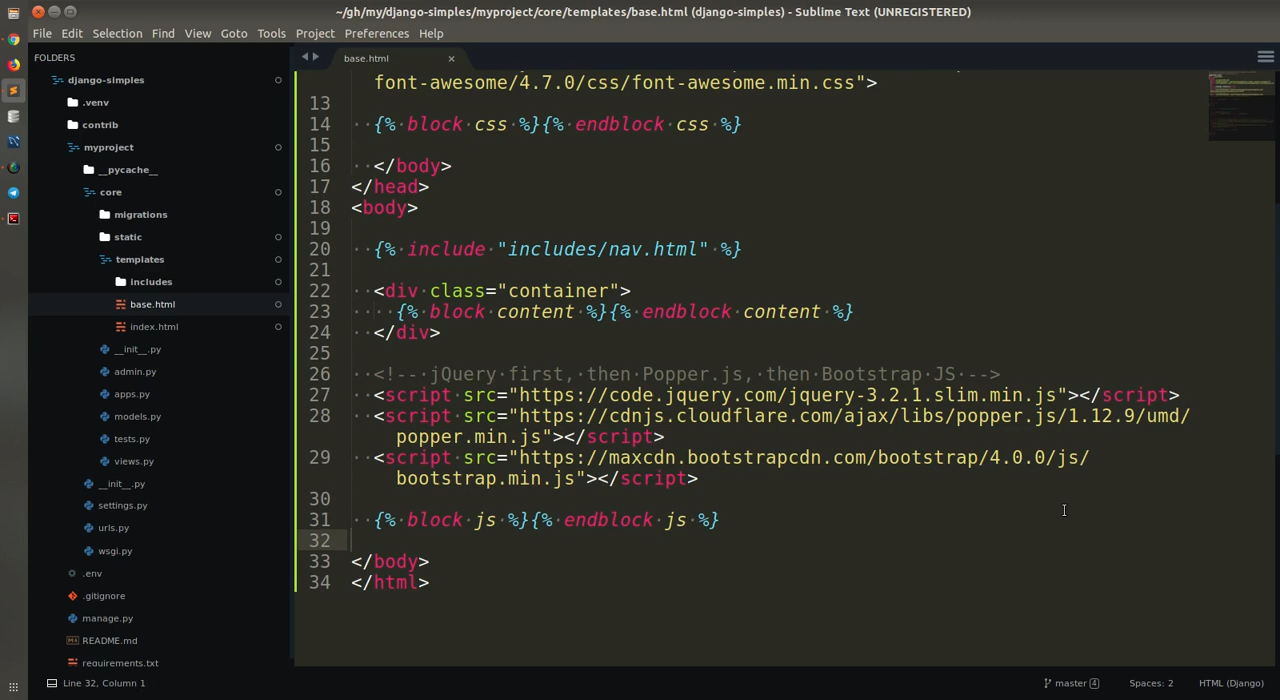 ~/gh/my/django-simples/myproject/core/templates/base.html (django-simples) - Sublime Text (UNREGISTERED)
File Edit Selection Find View Goto Tools Project Preferences Help
FOLDERS
django-simples
.venv
contrib
myproject
__pycache__
core
migrations
static
templates
includes
base.html
index.html
__init__.py
admin.py
apps.py
models.py
tests.py
views.py
__init__.py
settings.py
urls.py
wsgi.py
.env
.gitignore
manage.py
README.md
requirements.txt
base.html
font-awesome/4.7.0/css/font-awesome.min.css">
13
14 {% block css %}{% endblock css %}
15
16 </body>
17 </head>
18 <body>
19
20 {% include "includes/nav.html" %}
21
22 <div class="container">
23 {% block content %}{% endblock content %}
24 </div>
25
26 <!-- jQuery first, then Popper.js, then Bootstrap JS -->
27 <script src="https://code.jquery.com/jquery-3.2.1.slim.min.js"></script>
28 <script src="https://cdnjs.cloudflare.com/ajax/libs/popper.js/1.12.9/umd/
popper.min.js"></script>
29 <script src="https://maxcdn.bootstrapcdn.com/bootstrap/4.0.0/js/
bootstrap.min.js"></script>
30
31 {% block js %}{% endblock js %}
32
33 </body>
34 </html>
Line 32, Column 1
master 4
Spaces: 2
HTML (Django)